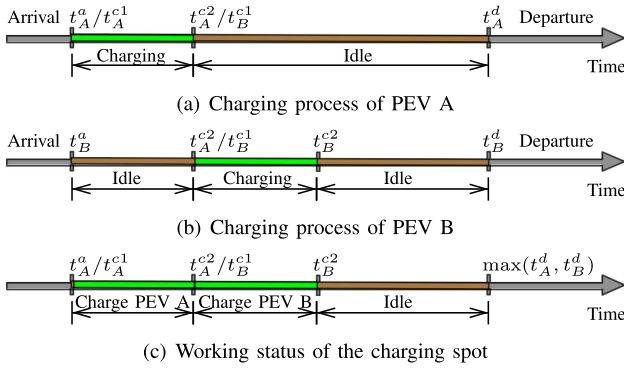 Arrival t_A^a/t_A^{c1} t_A^{c2}/t_B^{c1} t_A^d Departure
Charging Idle Time
(a) Charging process of PEV A
Arrival t_B^a t_A^{c2}/t_B^{c1} t_B^{c2} t_B^d Departure
Idle Charging Idle Time
(b) Charging process of PEV B
Arrival t_A^a/t_A^{c1} t_A^{c2}/t_B^{c1} t_B^{c2} max(t_A^d, t_B^d)
Charge PEV A Charge PEV B Idle Time
(c) Working status of the charging spot